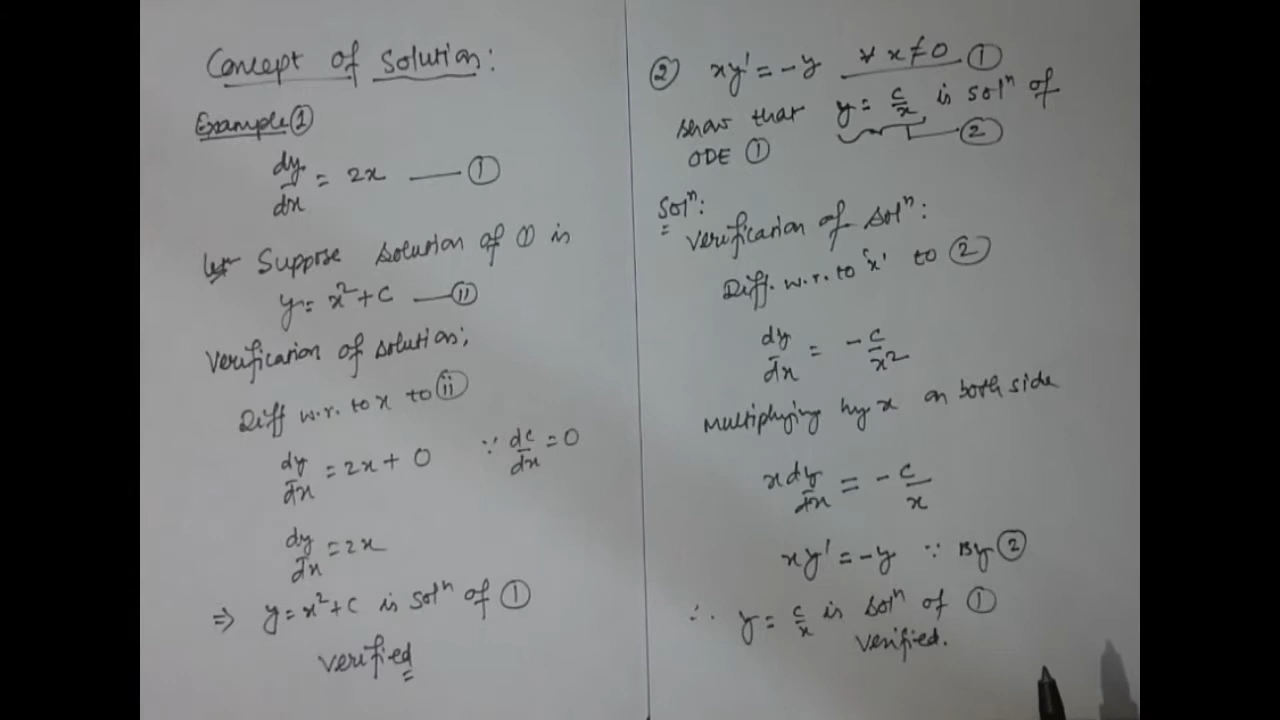 Concept of Solution:
Example ①
dy/dx = 2x —— ①
Suppose solution of ① is
y = x² + c —— ⓘⓘ
Verification of solution;
Diff w.r. to x to ⓘⓘ
dy/dx = 2x + 0 ∵ dc/dx = 0
dy/dx = 2x
⇒ y = x² + c is solⁿ of ①
verified
② xy' = -y ∀ x ≠ 0 ①
show that y = c/x is solⁿ of
ODE ① —— ②
Solⁿ:
Verification of solⁿ:
Diff. w.r. to 'x' to ②
dy/dx = - c/x²
Multiplying by x on both side
x dy/dx = - c/x
xy' = -y ∵ By ②
∴ y = c/x is solⁿ of ①
verified.